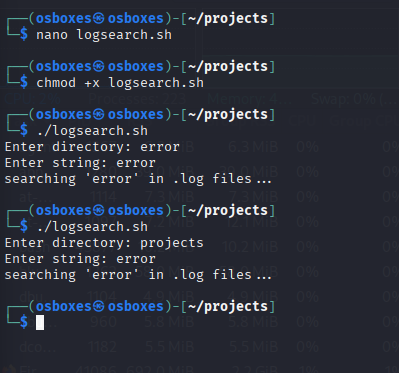 ┌──(osboxes㉿osboxes)-[~/projects]
└─$ nano logsearch.sh
┌──(osboxes㉿osboxes)-[~/projects]
└─$ chmod +x logsearch.sh
┌──(osboxes㉿osboxes)-[~/projects]
└─$ ./logsearch.sh
Enter directory: error
Enter string: error
searching 'error' in .log files...
┌──(osboxes㉿osboxes)-[~/projects]
└─$ ./logsearch.sh
Enter directory: projects
Enter string: error
searching 'error' in .log files...
┌──(osboxes㉿osboxes)-[~/projects]
└─$